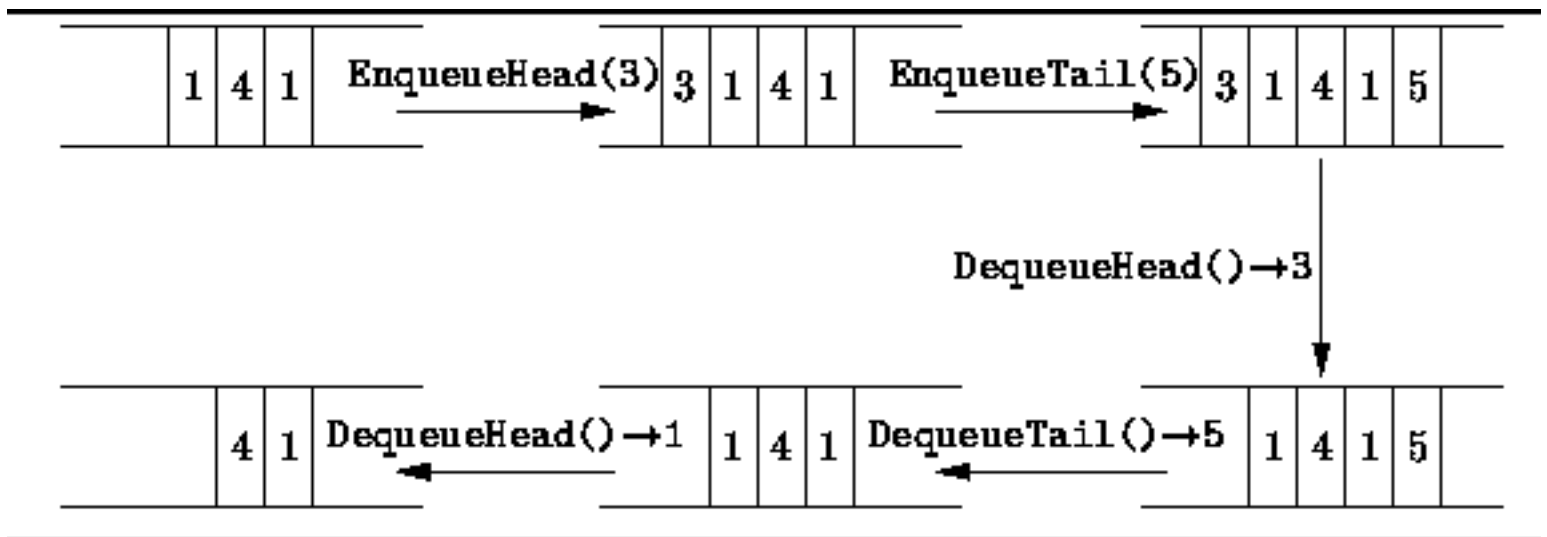 1 4 1 EnqueueHead(3) 3 1 4 1 EnqueueTail(5) 3 1 4 1 5
DequeueHead()→3
4 1 DequeueHead()→1 1 4 1 DequeueTail()→5 1 4 1 5